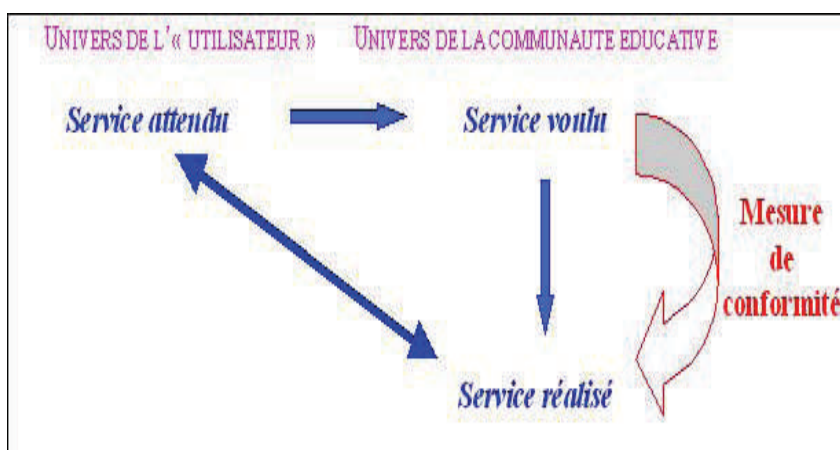 UNIVERS DE L'« UTILISATEUR » UNIVERS DE LA COMMUNAUTE EDUCATIVE
Service attendu Service voulu
Mesure
de
conformité
Service réalisé